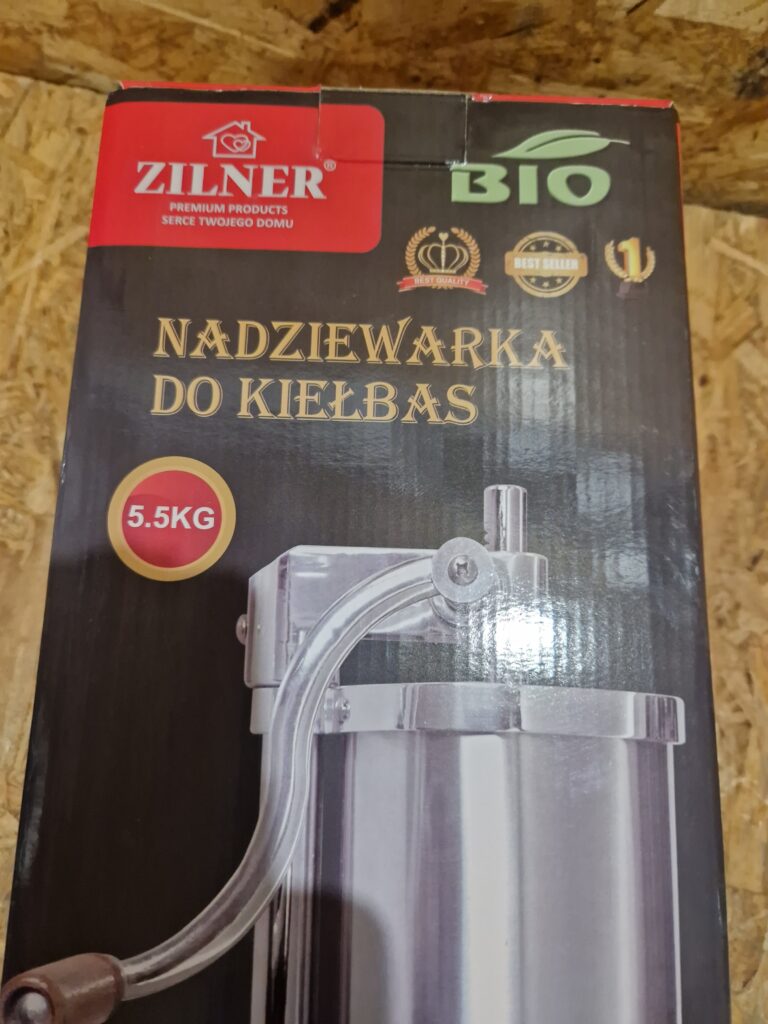 ZILNER®
PREMIUM PRODUCTS
SERCE TWOJEGO DOMU
BIO
BEST QUALITY
BEST SELLER
1
NADZIEWARKA
DO KIEŁBAS
5.5KG